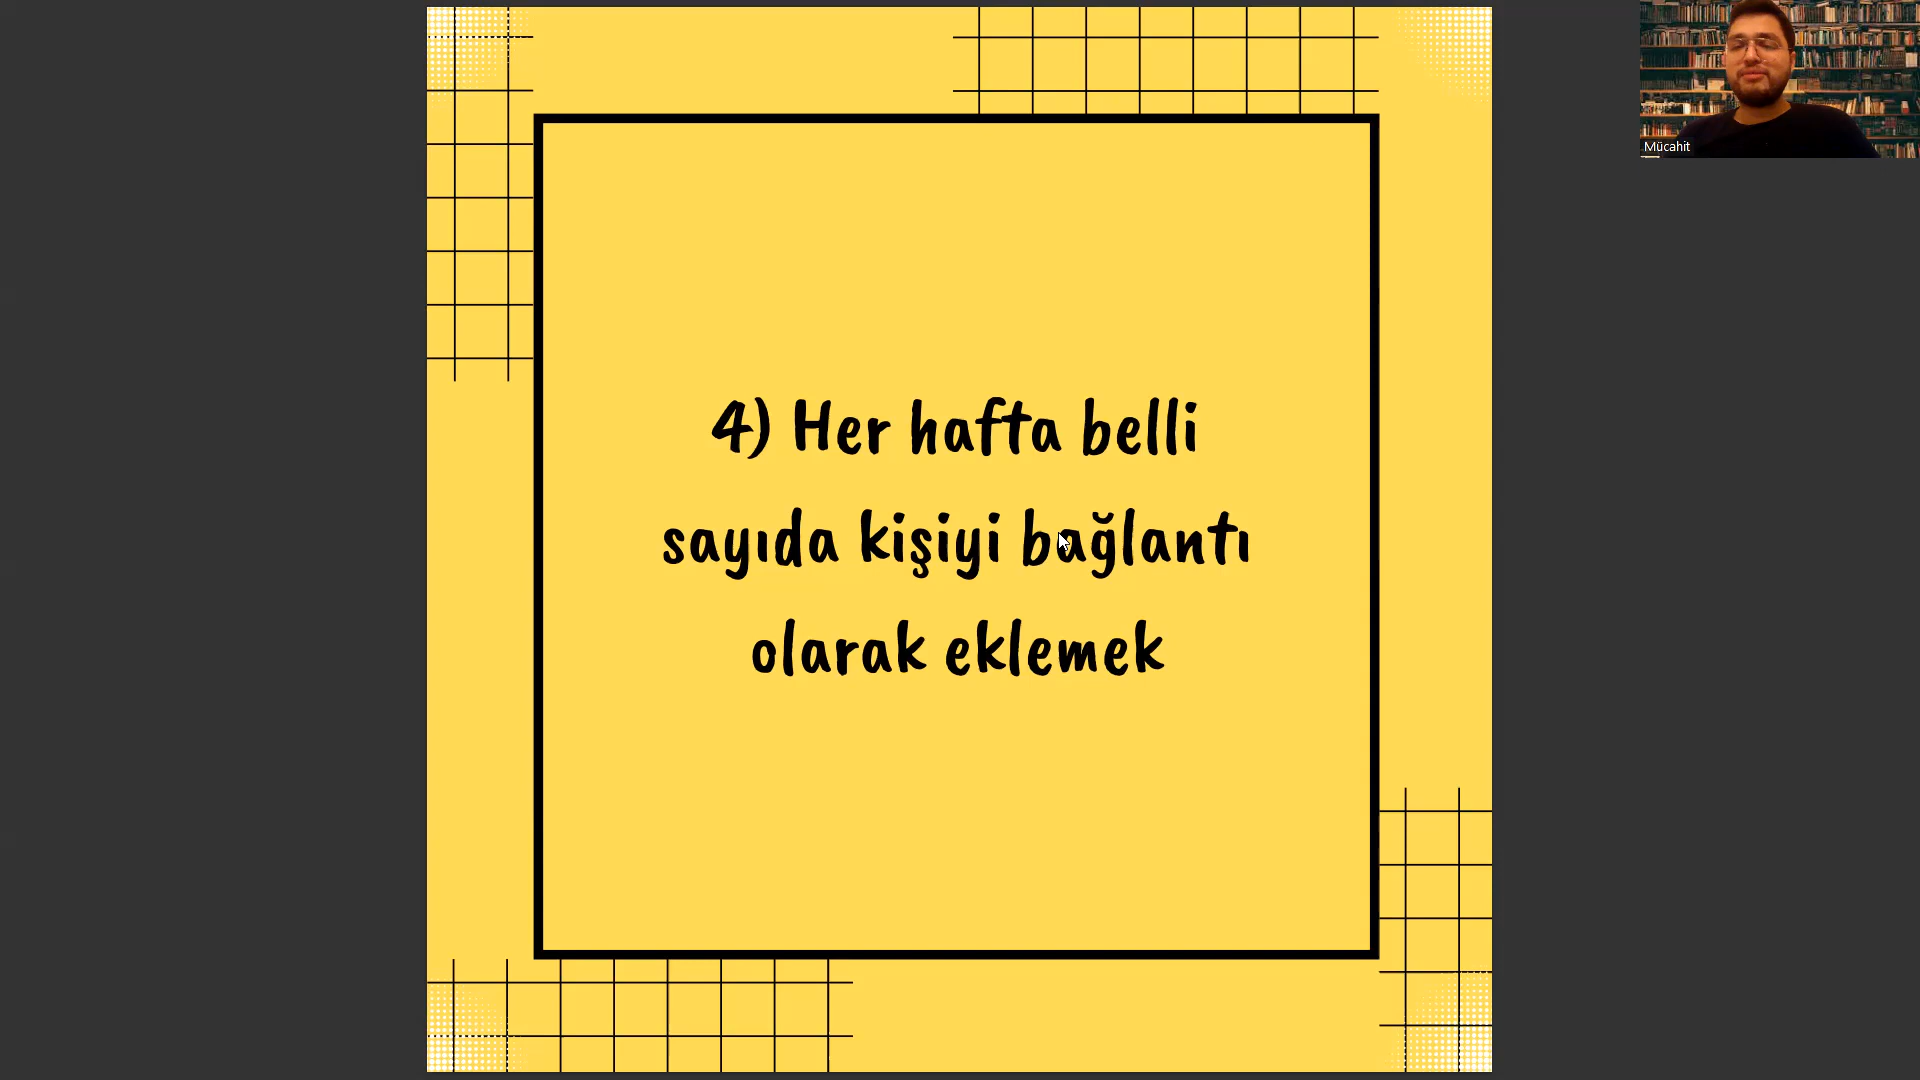 4) Her hafta belli
sayıda kişiyi bağlantı
olarak eklemek
Mücahit